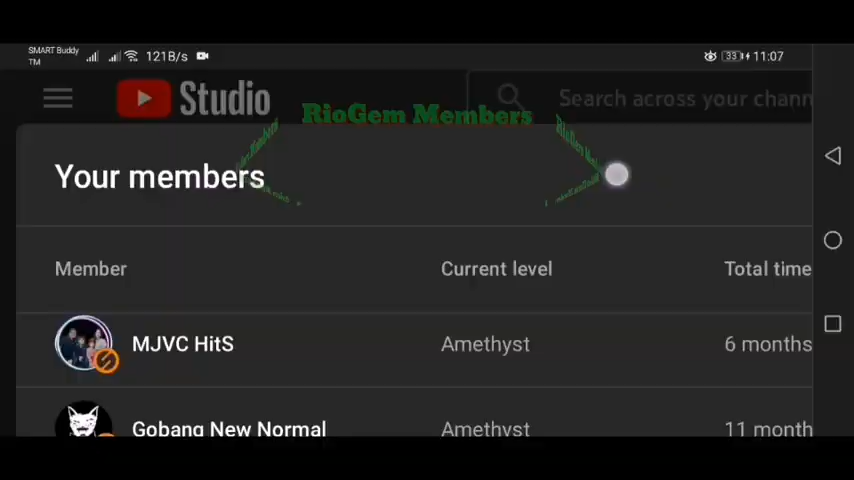 SMART Buddy
TM
121B/s
33
11:07
Studio
Search across your chann
RioGem Members
Your members
Member
Current level
Total time
MJVC HitS
Amethyst
6 months
Gobang New Normal
Amethyst
11 month